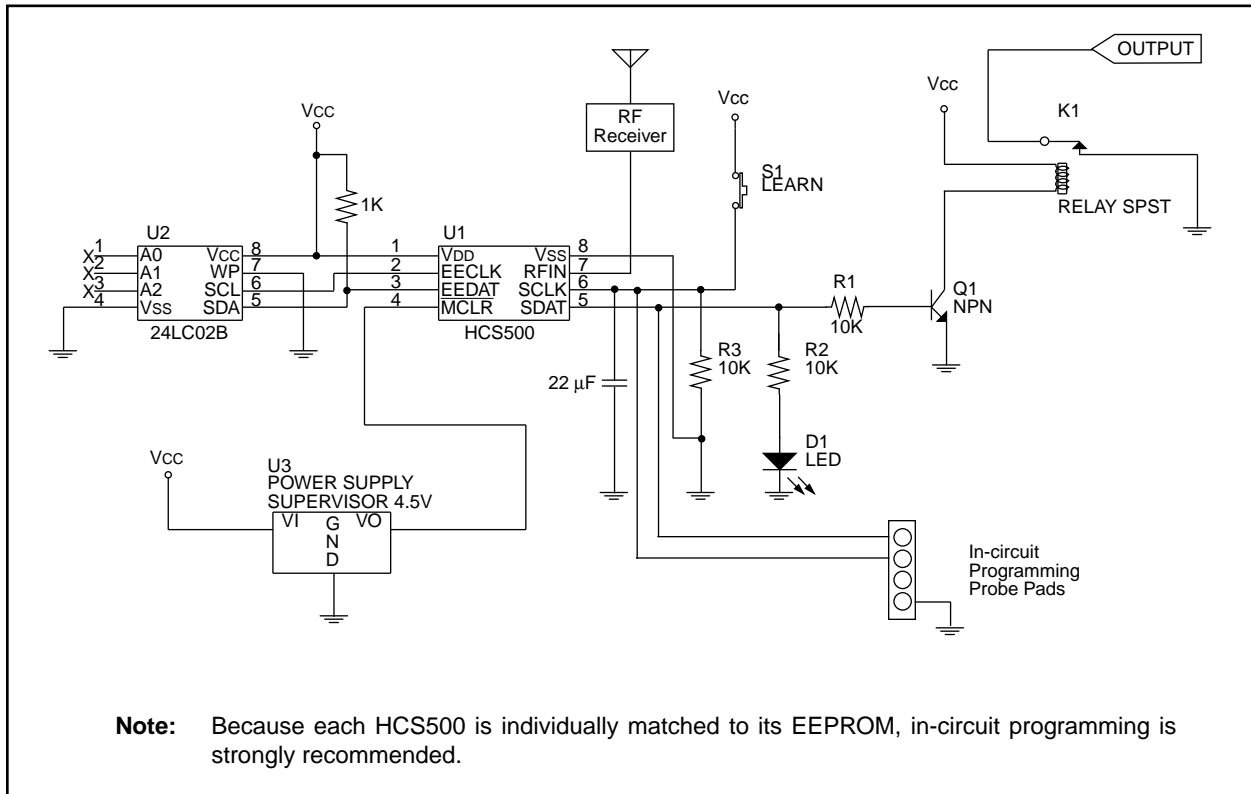 OUTPUT
Vcc
K1
RELAY SPST
RF
Receiver
Vcc
S1
LEARN
VCC
1K
U2
1 A0 VCC 8
2 A1 WP 7
3 A2 SCL 6
4 VSS SDA 5
24LC02B
U1
1 VDD VSS 8
2 EECLK RFIN 7
3 EEDAT SCLK 6
4 MCLR SDAT 5
HCS500
R1
10K
Q1
NPN
22 µF
R3
10K
R2
10K
D1
LED
VCC
U3
POWER SUPPLY
SUPERVISOR 4.5V
VI GND VO
In-circuit
Programming
Probe Pads
Note: Because each HCS500 is individually matched to its EEPROM, in-circuit programming is
strongly recommended.